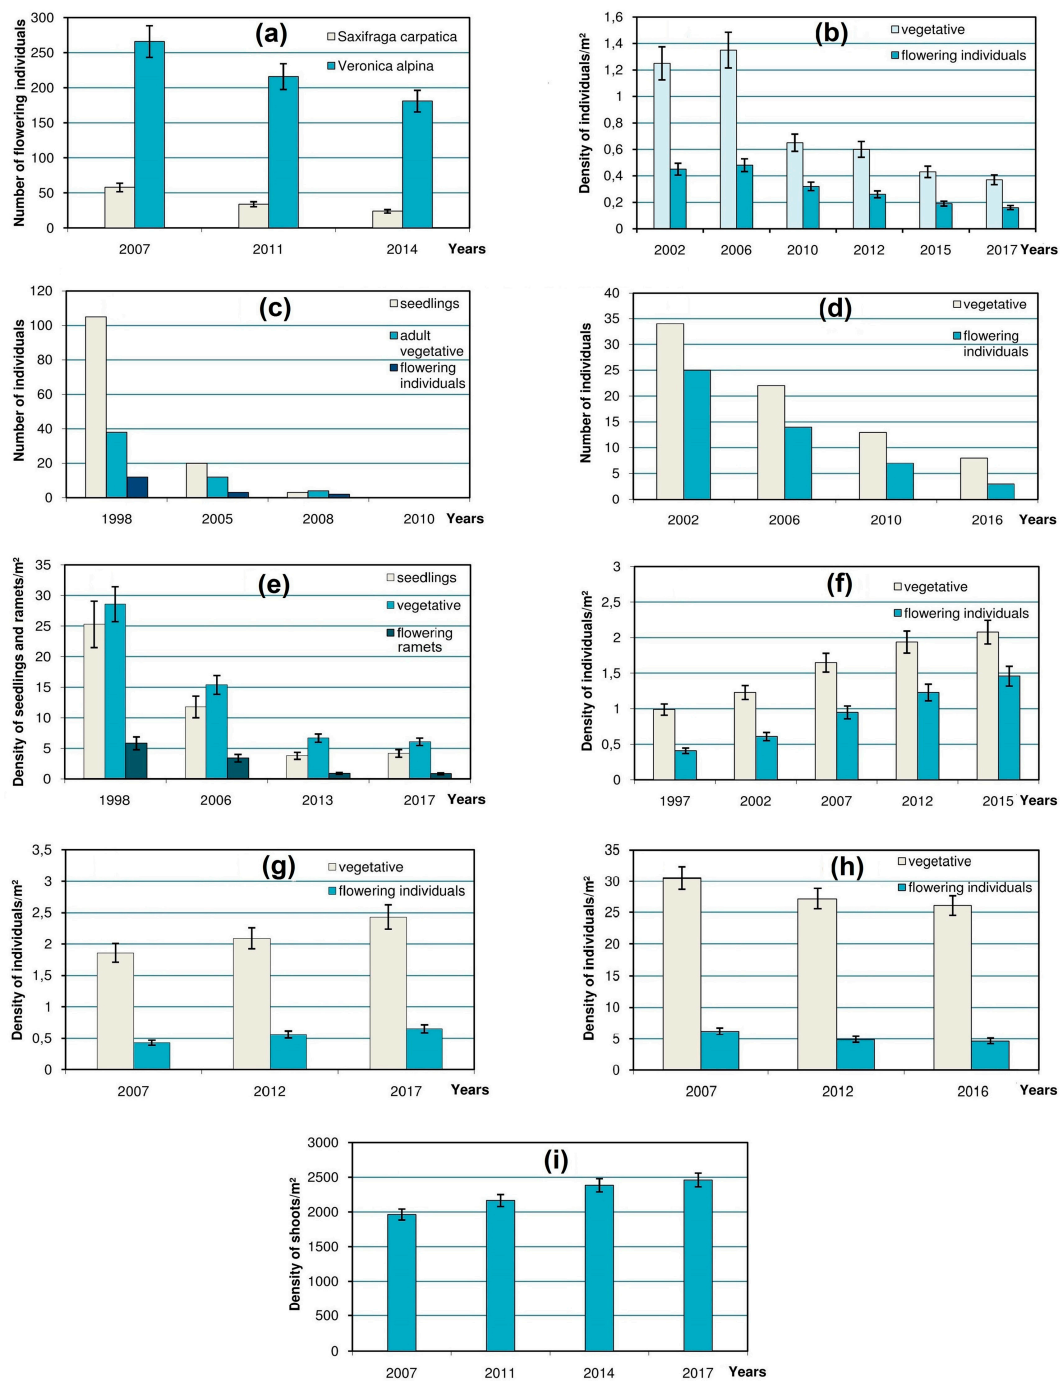 (a)
Number of flowering individuals
300
250
200
150
100
50
0
Saxifraga carpatica
Veronica alpina
2007 2011 2014 Years
(b)
Density of individuals/m²
1,6
1,4
1,2
1
0,8
0,6
0,4
0,2
0
vegetative
flowering individuals
2002 2006 2010 2012 2015 2017 Years
(c)
Number of individuals
120
100
80
60
40
20
0
seedlings
adult
vegetative
flowering
individuals
1998 2005 2008 2010 Years
(d)
Number of individuals
40
35
30
25
20
15
10
5
0
vegetative
flowering
individuals
2002 2006 2010 2016 Years
(e)
Density of seedlings and ramets/m²
35
30
25
20
15
10
5
0
seedlings
vegetative
flowering
ramets
1998 2006 2013 2017 Years
(f)
Density of individuals/m²
3
2,5
2
1,5
1
0,5
0
vegetative
flowering individuals
1997 2002 2007 2012 2015 Years
(g)
Density of individuals/m²
3,5
3
2,5
2
1,5
1
0,5
0
vegetative
flowering individuals
2007 2012 2017 Years
(h)
Density of individuals/m²
35
30
25
20
15
10
5
0
vegetative
flowering individuals
2007 2012 2016 Years
(i)
Density of shoots/m²
3000
2500
2000
1500
1000
500
0
2007 2011 2014 2017 Years